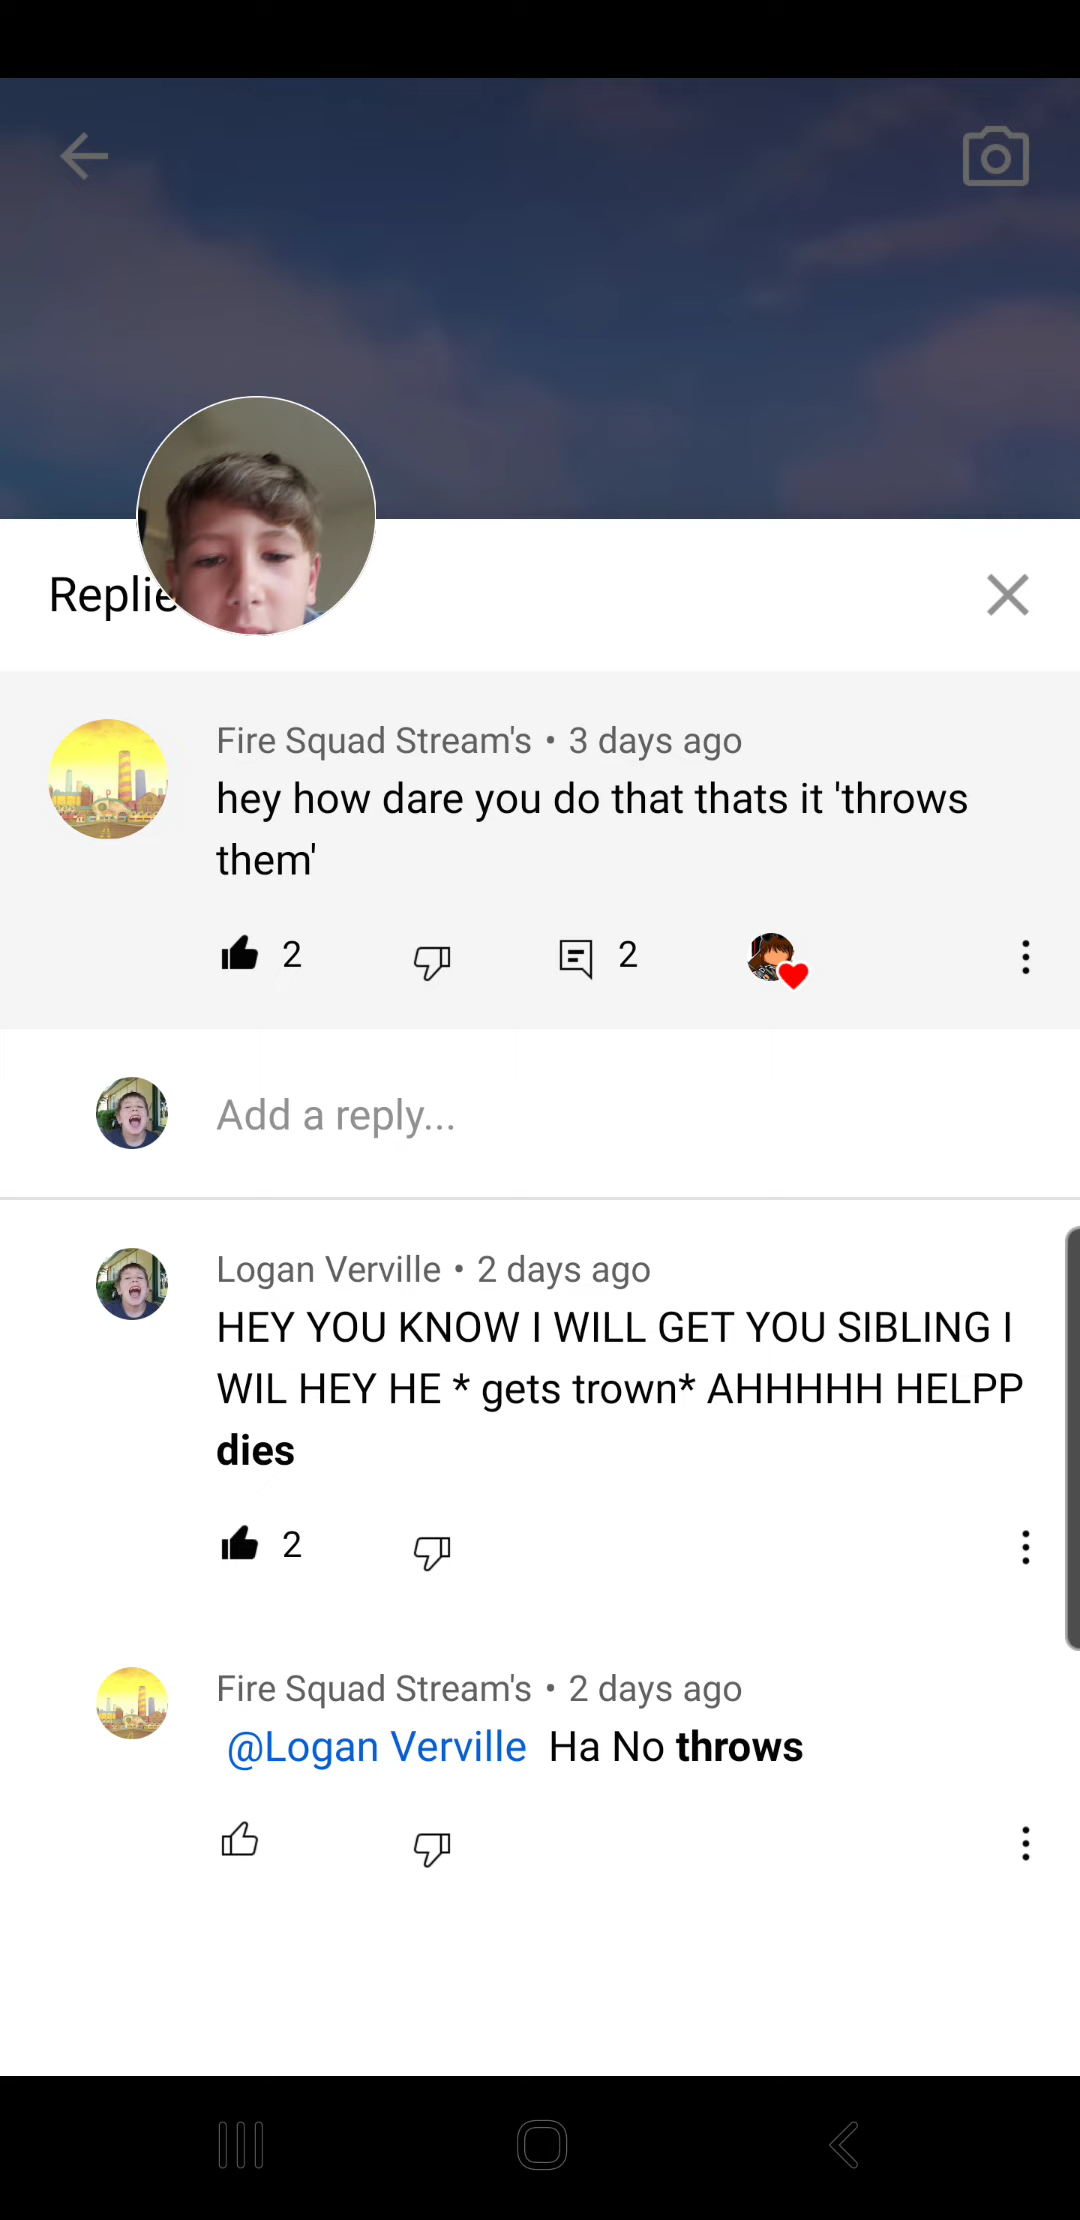 Replie
Fire Squad Stream's • 3 days ago
hey how dare you do that thats it 'throws
them'
2
2
Add a reply...
Logan Verville • 2 days ago
HEY YOU KNOW I WILL GET YOU SIBLING I
WIL HEY HE * gets trown* AHHHHH HELPP
dies
2
Fire Squad Stream's • 2 days ago
@Logan Verville Ha No throws